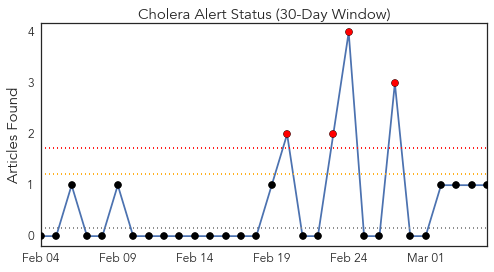 Cholera Alert Status (30-Day Window)
Articles Found
4
3
2
1
0
Feb 04 Feb 09 Feb 14 Feb 19 Feb 24 Mar 01